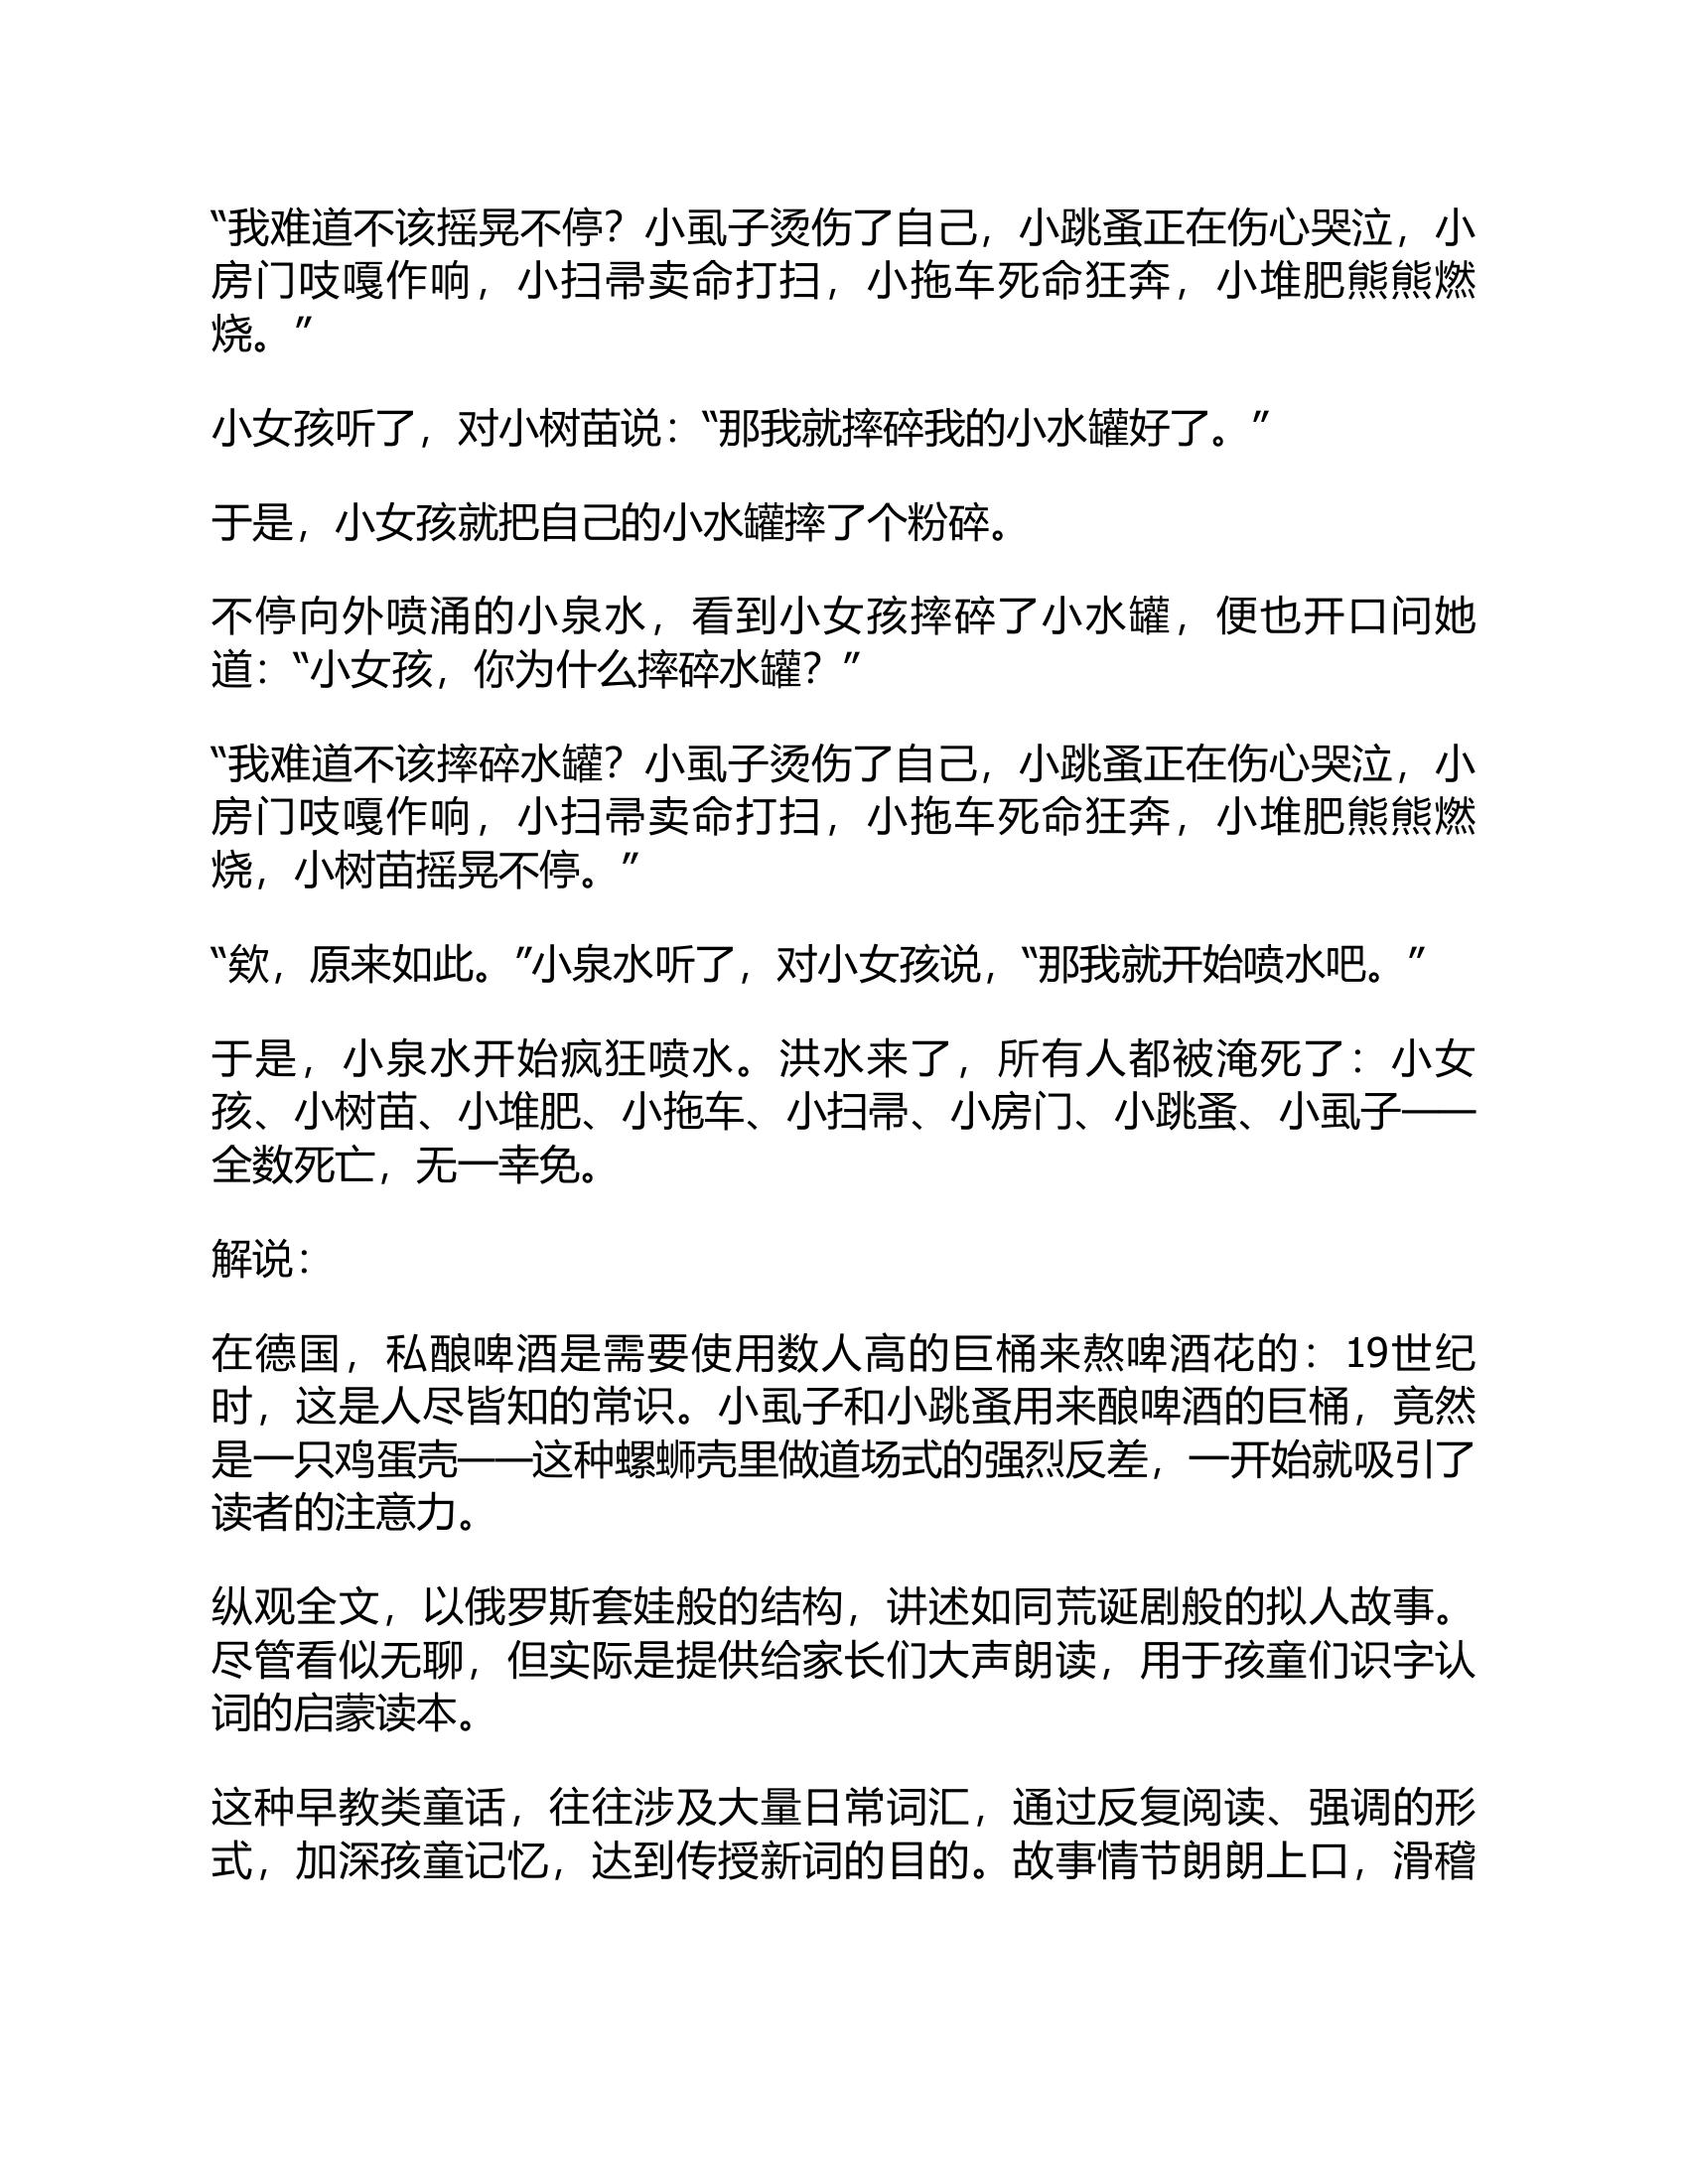 “我难道不该摇晃不停？小虱子烫伤了自己，小跳蚤正在伤心哭泣，小
房门吱嘎作响，小扫帚卖命打扫，小拖车死命狂奔，小堆肥熊熊燃
烧。”
小女孩听了，对小树苗说：“那我就摔碎我的小水罐好了。”
于是，小女孩就把自己的小水罐摔了个粉碎。
不停向外喷涌的小泉水，看到小女孩摔碎了小水罐，便也开口问她
道：“小女孩，你为什么摔碎水罐？”
“我难道不该摔碎水罐？小虱子烫伤了自己，小跳蚤正在伤心哭泣，小
房门吱嘎作响，小扫帚卖命打扫，小拖车死命狂奔，小堆肥熊熊燃
烧，小树苗摇晃不停。”
“欸，原来如此。”小泉水听了，对小女孩说，“那我就开始喷水吧。”
于是，小泉水开始疯狂喷水。洪水来了，所有人都被淹死了：小女
孩、小树苗、小堆肥、小拖车、小扫帚、小房门、小跳蚤、小虱子——
全数死亡，无一幸免。
解说：
在德国，私酿啤酒是需要使用数人高的巨桶来熬啤酒花的：19世纪
时，这是人尽皆知的常识。小虱子和小跳蚤用来酿啤酒的巨桶，竟然
是一只鸡蛋壳——这种螺蛳壳里做道场式的强烈反差，一开始就吸引了
读者的注意力。
纵观全文，以俄罗斯套娃般的结构，讲述如同荒诞剧般的拟人故事。
尽管看似无聊，但实际是提供给家长们大声朗读，用于孩童们识字认
词的启蒙读本。
这种早教类童话，往往涉及大量日常词汇，通过反复阅读、强调的形
式，加深孩童记忆，达到传授新词的目的。故事情节朗朗上口，滑稽